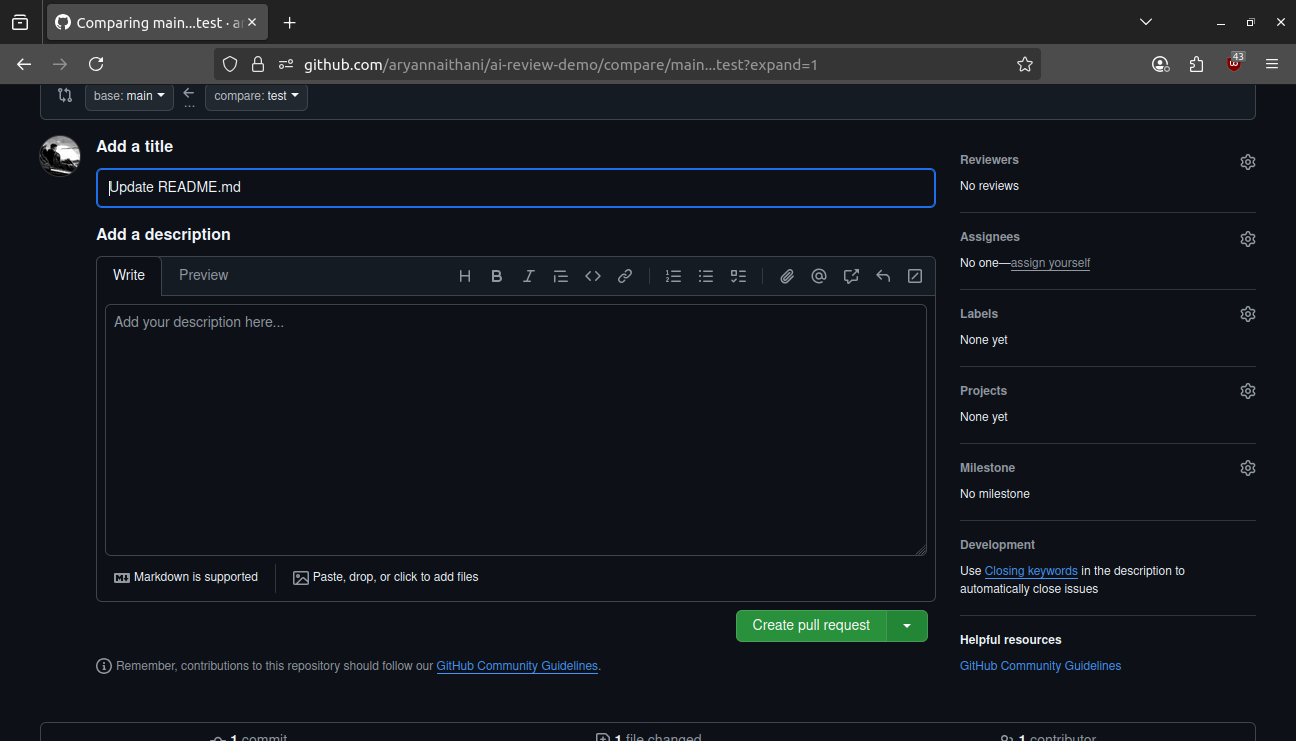 Comparing main...test · a
43
github.com/aryannaithani/ai-review-demo/compare/main...test?expand=1
base: main
...
compare: test
Add a title
Update README.md
Add a description
Write Preview
H B I
Add your description here...
Markdown is supported
Paste, drop, or click to add files
Create pull request
Remember, contributions to this repository should follow our GitHub Community Guidelines.
Reviewers
No reviews
Assignees
No one—assign yourself
Labels
None yet
Projects
None yet
Milestone
No milestone
Development
Use Closing keywords in the description to
automatically close issues
Helpful resources
GitHub Community Guidelines
1 commit
1 file changed
1 contributor